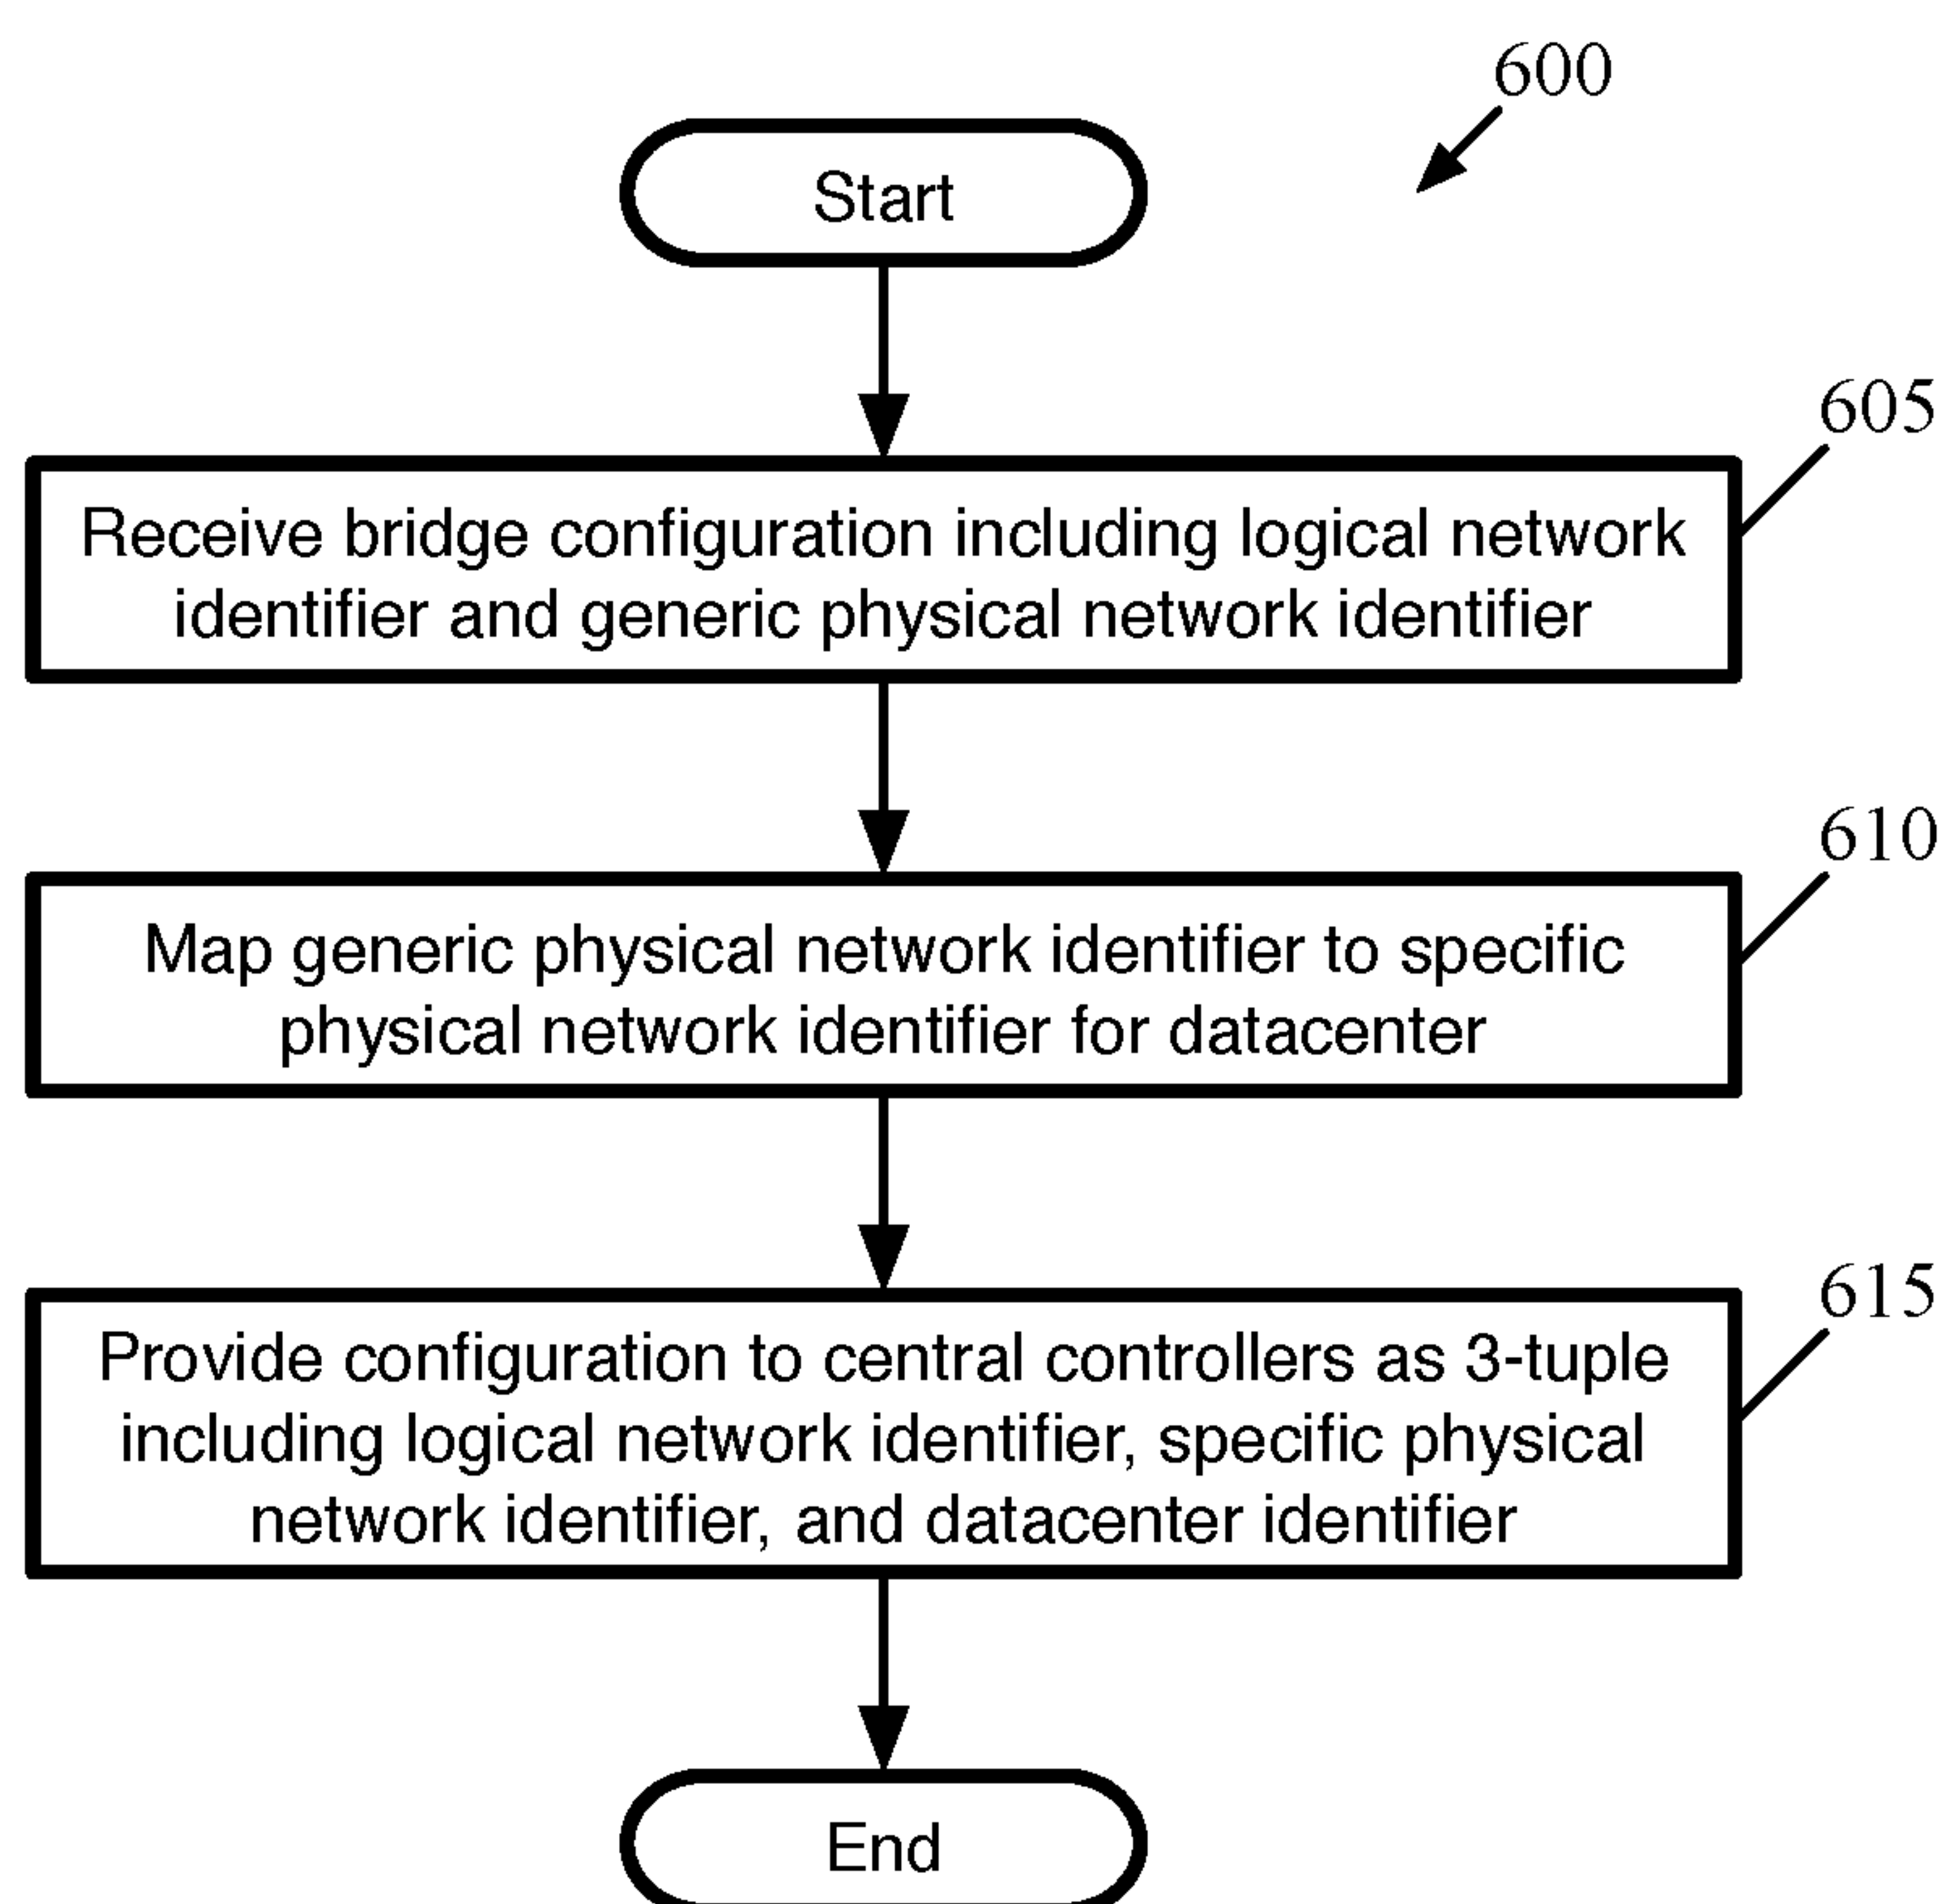 600
Start
605
Receive bridge configuration including logical network
identifier and generic physical network identifier
610
Map generic physical network identifier to specific
physical network identifier for datacenter
615
Provide configuration to central controllers as 3-tuple
including logical network identifier, specific physical
network identifier, and datacenter identifier
End